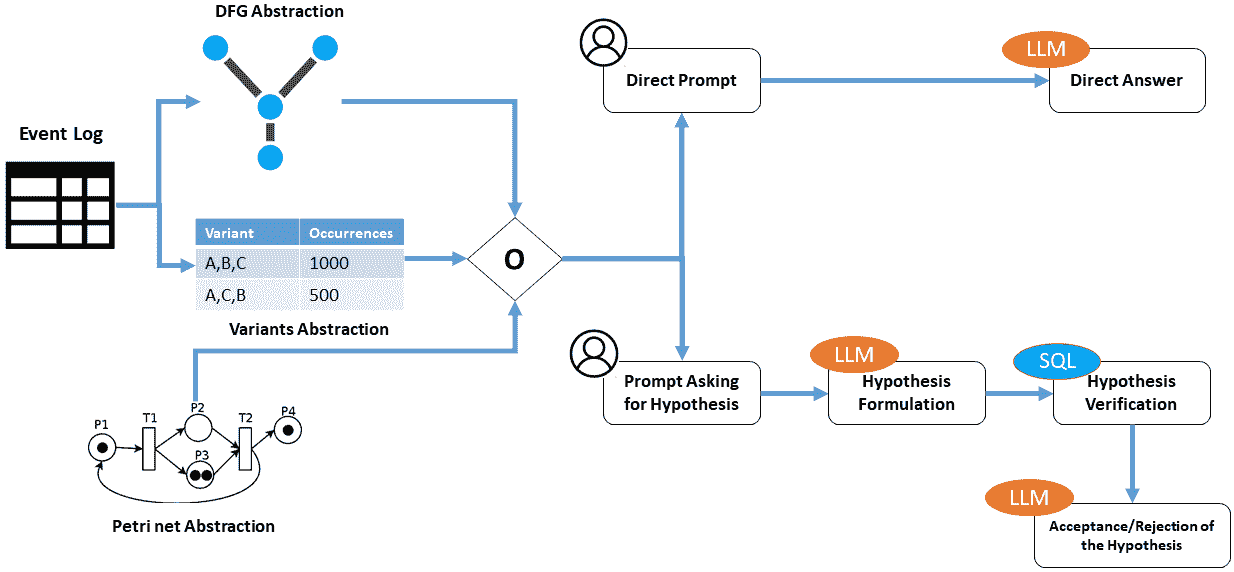 DFG Abstraction
Event Log
Variant Occurrences
A,B,C 1000
A,C,B 500
Variants Abstraction
O
P1
T1
P2
P3
T2
P4
Petri net Abstraction
Direct Prompt
LLM
Direct Answer
Prompt Asking
for Hypothesis
LLM
Hypothesis
Formulation
SQL
Hypothesis
Verification
LLM
Acceptance/Rejection of
the Hypothesis